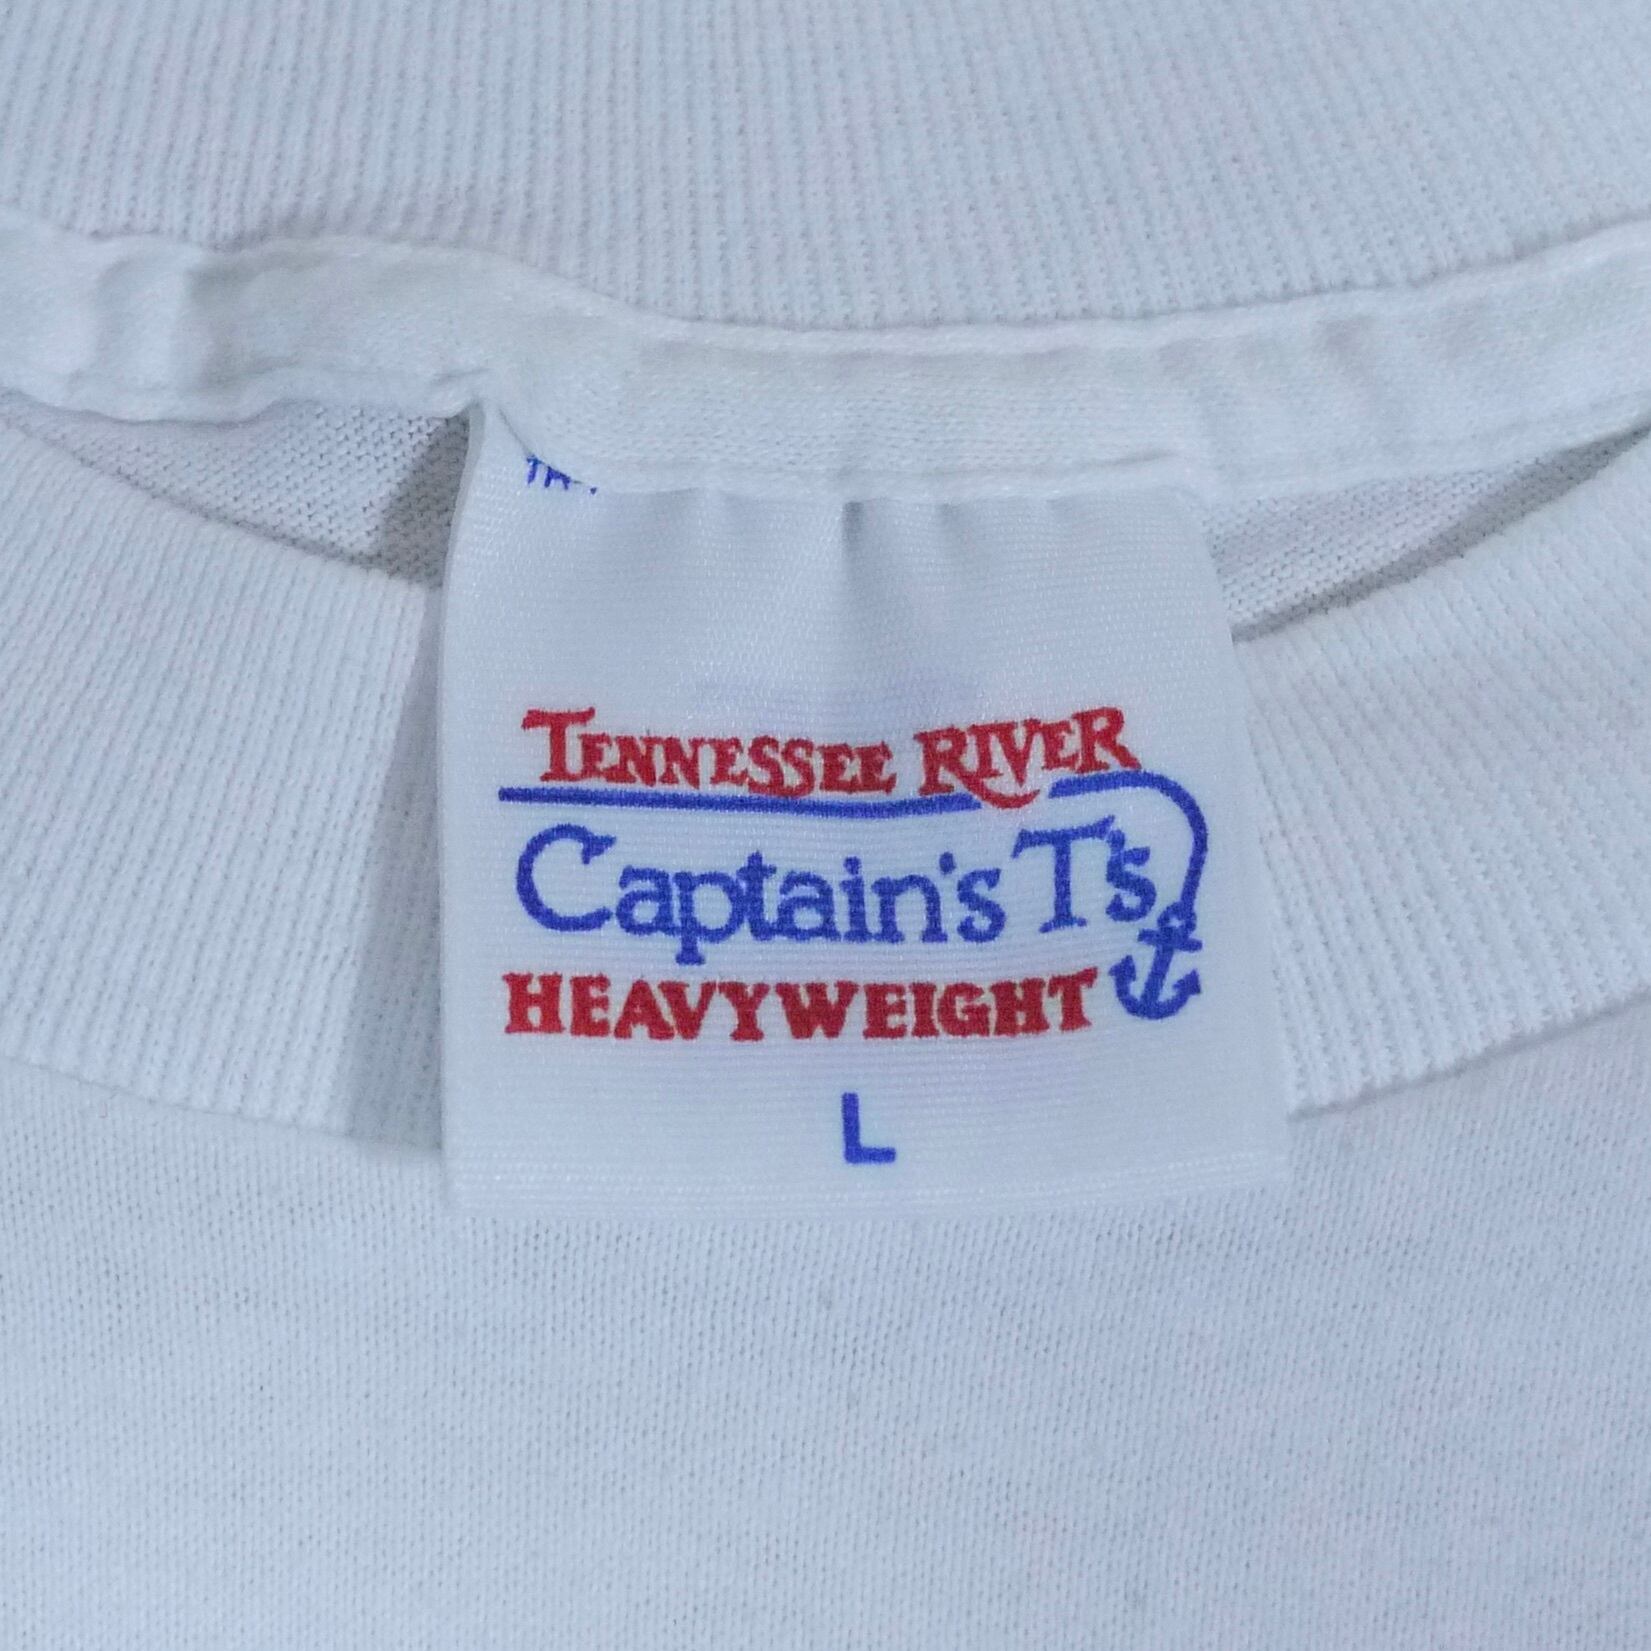 TENNESSEE RIVER
Captain's T's
HEAVYWEIGHT
L